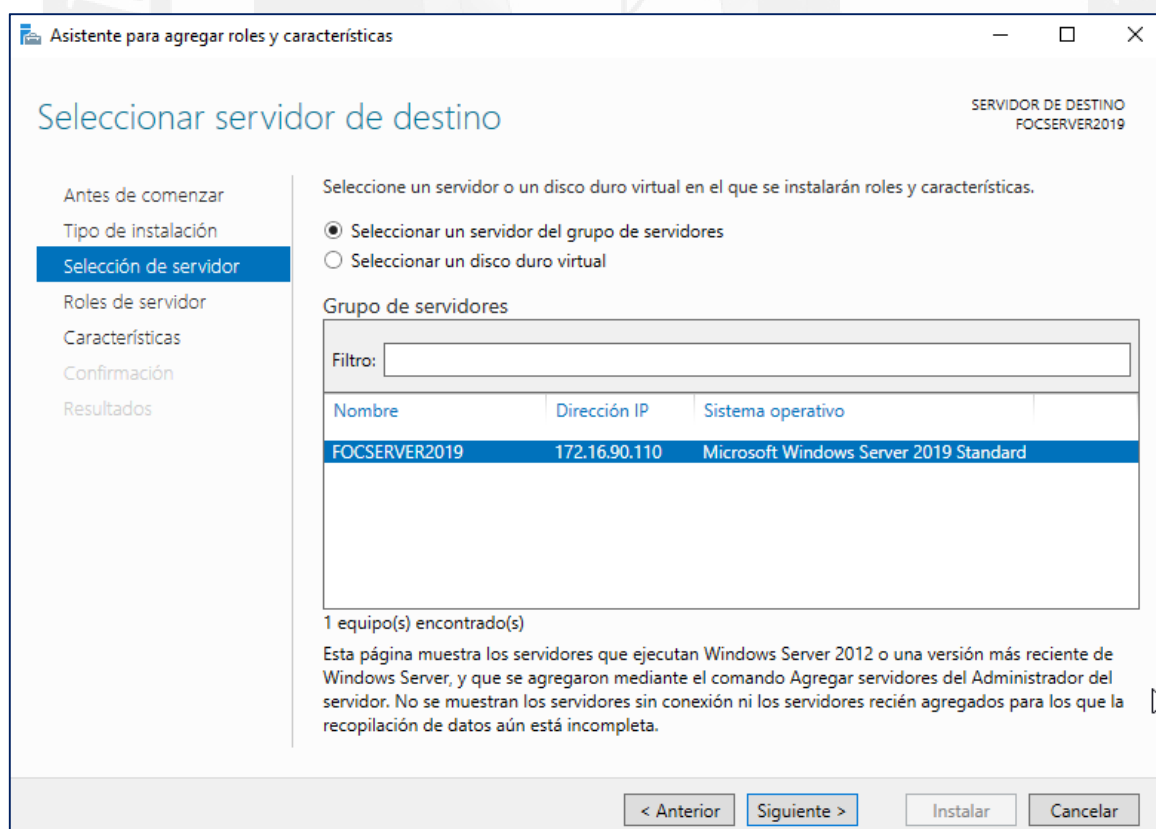 Asistente para agregar roles y características
Seleccionar servidor de destino
SERVIDOR DE DESTINO
FOCSERVER2019
Antes de comenzar
Tipo de instalación
Selección de servidor
Roles de servidor
Características
Confirmación
Resultados
Seleccione un servidor o un disco duro virtual en el que se instalarán roles y características.
Seleccionar un servidor del grupo de servidores
Seleccionar un disco duro virtual
Grupo de servidores
Filtro:
Nombre Dirección IP Sistema operativo
FOCSERVER2019 172.16.90.110 Microsoft Windows Server 2019 Standard
1 equipo(s) encontrado(s)
Esta página muestra los servidores que ejecutan Windows Server 2012 o una versión más reciente de
Windows Server, y que se agregaron mediante el comando Agregar servidores del Administrador del
servidor. No se muestran los servidores sin conexión ni los servidores recién agregados para los que la
recopilación de datos aún está incompleta.
< Anterior Siguiente > Instalar Cancelar